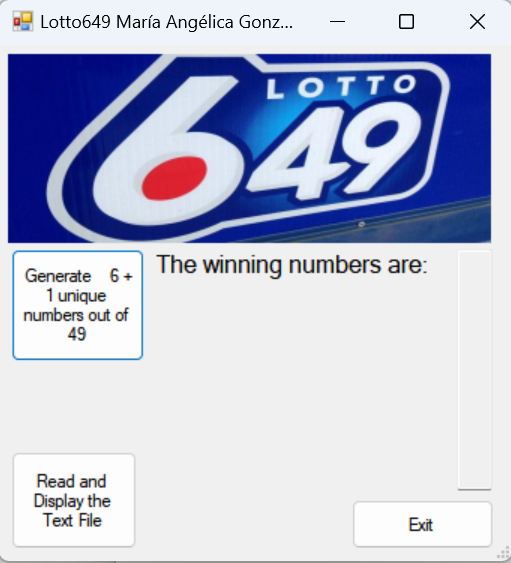 Lotto649 María Angélica Gonz...
LOTTO
649
Generate 6 +
1 unique
numbers out of
49
The winning numbers are:
Read and
Display the
Text File
Exit